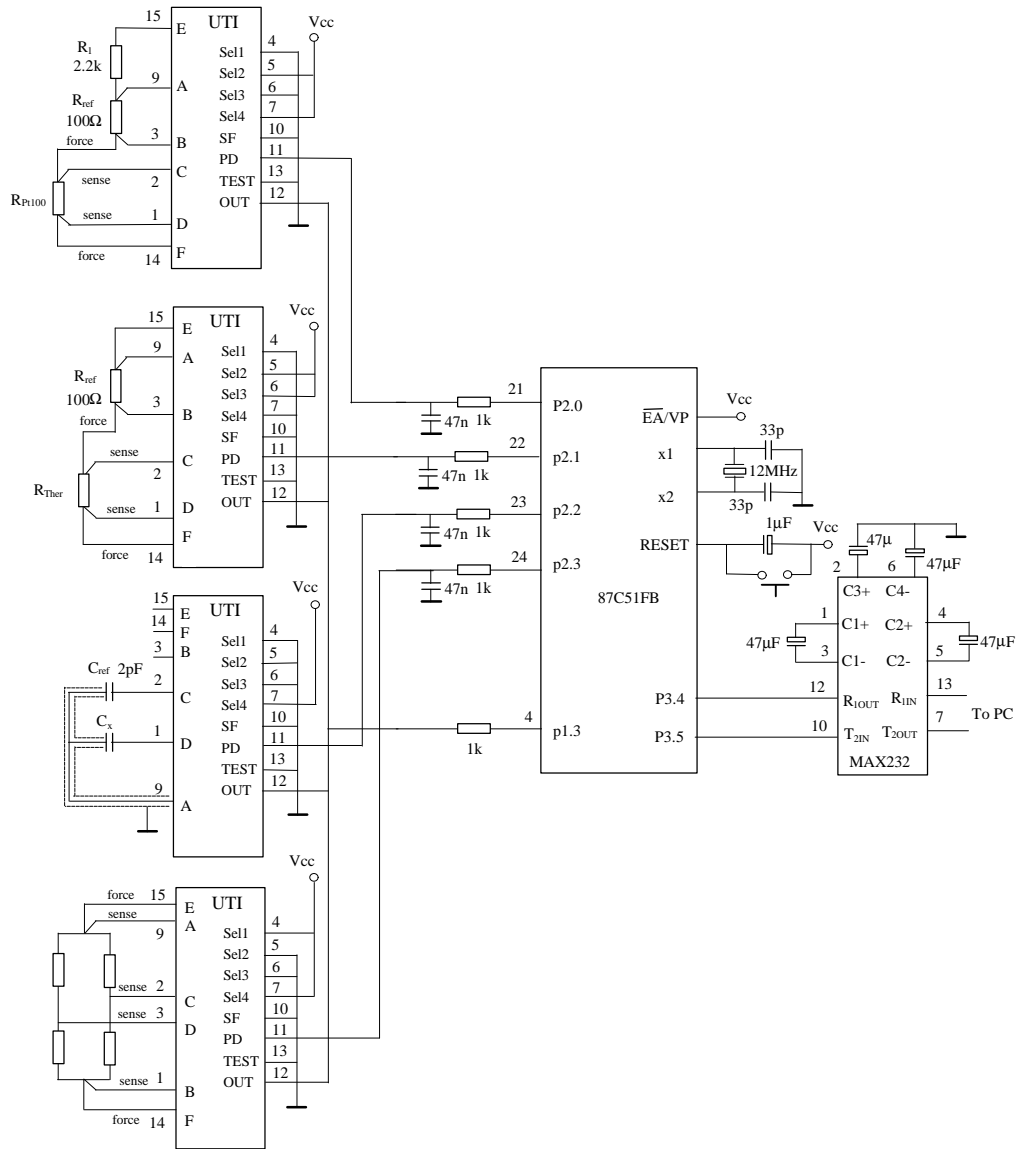 15 UTI Vcc
E 4
R1 Sel1
2.2k 5
Sel2
9 A 6
Sel3
Rref 7
100Ω Sel4
force 3 B SF 10
PD 11
C 13
sense 2 TEST
RPt100 OUT 12
sense 1 D
force 14 F
15 UTI Vcc
E 4
9 A Sel1
Sel2 5
Rref Sel3 6
100Ω 3 B Sel4 7
force SF 10
sense C PD 11
2 TEST 13
RTher 1 OUT 12
sense D
force 14 F
47n 1k 21 P2.0
47n 1k 22 p2.1
47n 1k 23 p2.2
47n 1k 24 p2.3
1k 4 p1.3
87C51FB
EA/VP Vcc
x1 33p
12MHz
x2 33p
RESET 1μF Vcc
P3.4
P3.5
47μ 47μF
2 6
C3+ C4-
1 C1+ C2+ 4
47μF 47μF
3 C1- C2- 5
12 R1OUT R1IN 13
10 T2IN T2OUT 7
To PC
MAX232
15 E UTI Vcc
14 F
3 B Sel1 4
Cref 2pF Sel2 5
2 C Sel3 6
Sel4 7
Cx 1 D SF 10
PD 11
TEST 13
9 A OUT 12
force 15 E UTI Vcc
sense A
9 Sel1 4
Sel2 5
Sel3 6
sense 2 C Sel4 7
sense 3 D SF 10
PD 11
TEST 13
sense 1 B OUT 12
force 14 F